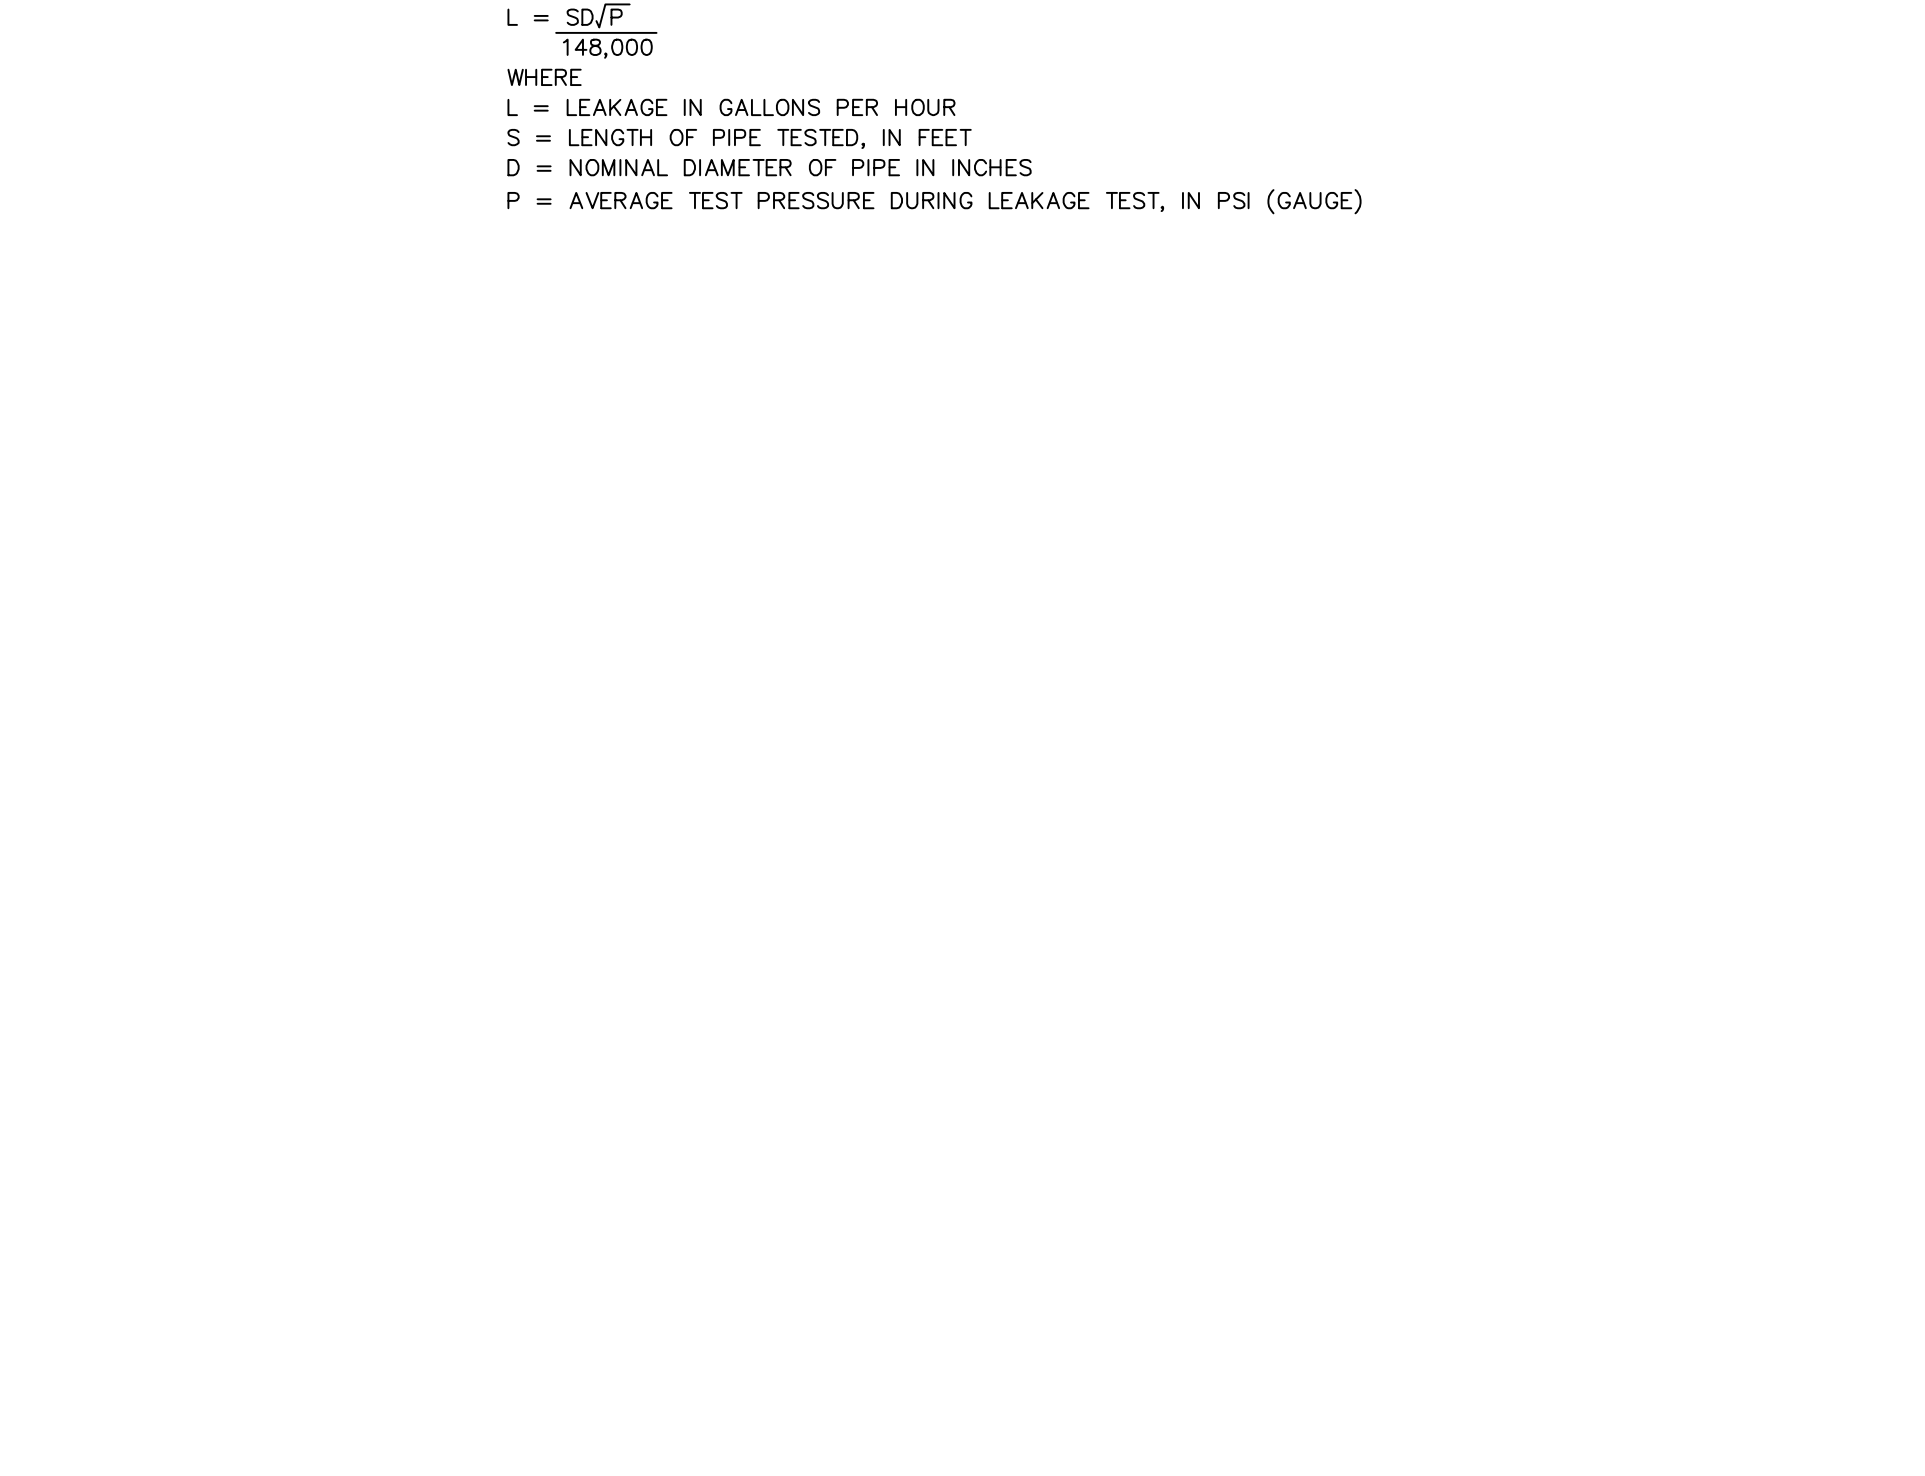 L = SD√P
148,000
WHERE
L = LEAKAGE IN GALLONS PER HOUR
S = LENGTH OF PIPE TESTED, IN FEET
D = NOMINAL DIAMETER OF PIPE IN INCHES
P = AVERAGE TEST PRESSURE DURING LEAKAGE TEST, IN PSI (GAUGE)